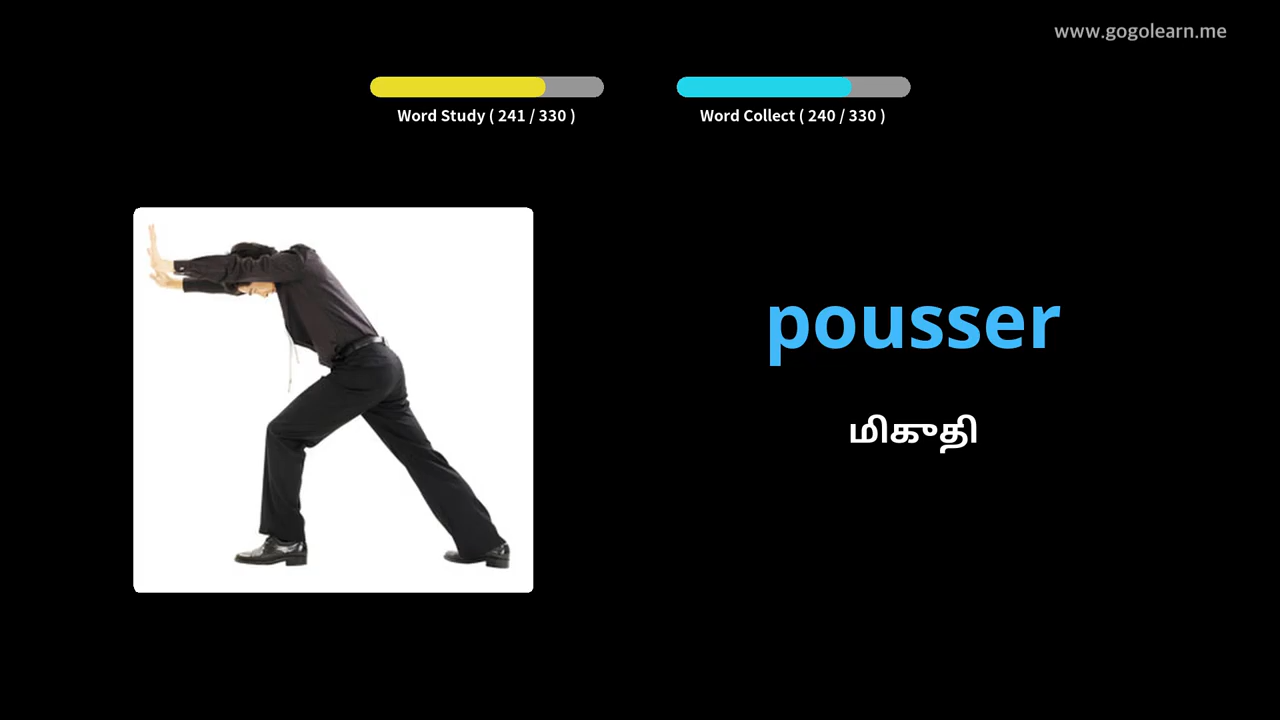 www.gogolearn.me
Word Study ( 241 / 330 )
Word Collect ( 240 / 330 )
pousser
மிகுதி